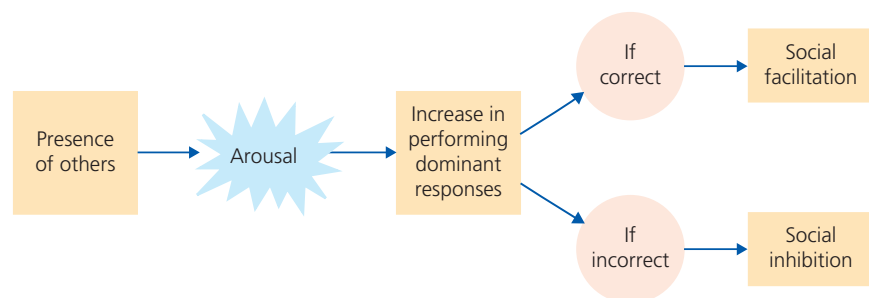 Presence
of others
Arousal
Increase in
performing
dominant
responses
If
correct
Social
facilitation
If
incorrect
Social
inhibition